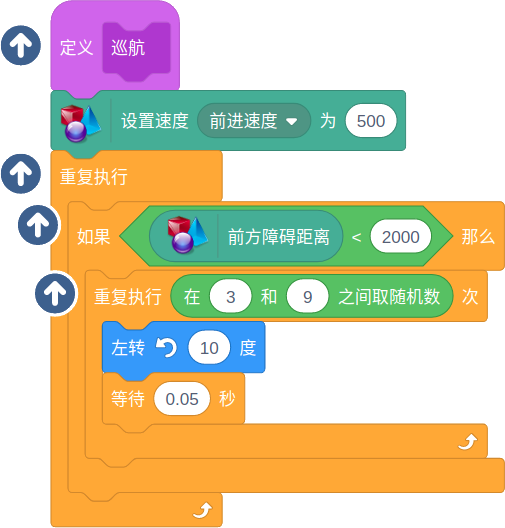 定义 巡航
设置速度 前进速度 为 500
重复执行
如果 前方障碍距离 < 2000 那么
重复执行 在 3 和 9 之间取随机数 次
左转 10 度
等待 0.05 秒